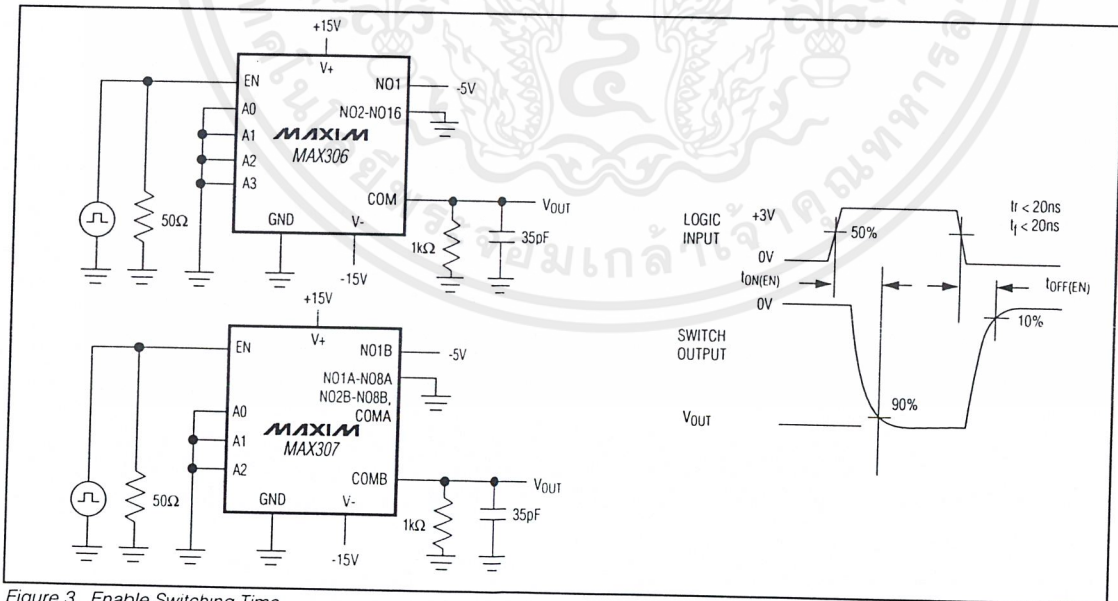 +15V
V+
EN
NO1
-5V
A0
NO2-NO16
A1
MAXIM
A2
MAX306
A3
COM
VOUT
GND
V-
50Ω
1kΩ
35pF
-15V
+15V
V+
EN
NO1B
-5V
NO1A-NO8A
NO2B-NO8B,
COMA
A0
MAXIM
A1
MAX307
A2
COMB
VOUT
GND
V-
50Ω
1kΩ
35pF
-15V
LOGIC
INPUT
+3V
50%
0V
tr < 20ns
tf < 20ns
tON(EN)
tOFF(EN)
0V
10%
SWITCH
OUTPUT
90%
VOUT
Figure 3. Enable Switching Time